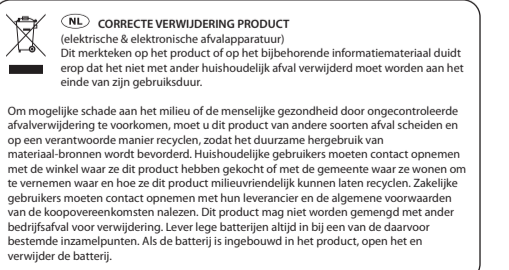 NL CORRECTE VERWIJDERING PRODUCT
(elektrische & elektronische afvalapparatuur)
Dit merkteken op het product of op het bijbehorende informatiemateriaal duidt
erop dat het niet met ander huishoudelijk afval verwijderd moet worden aan het
einde van zijn gebruiksduur.
Om mogelijke schade aan het milieu of de menselijke gezondheid door ongecontroleerde
afvalverwijdering te voorkomen, moet u dit product van andere soorten afval scheiden en
op een verantwoorde manier recyclen, zodat het duurzame hergebruik van
materiaal-bronnen wordt bevorderd. Huishoudelijke gebruikers moeten contact opnemen
met de winkel waar ze dit product hebben gekocht of met de gemeente waar ze wonen om
te vernemen waar en hoe ze dit product milieuvriendelijk kunnen laten recyclen. Zakelijke
gebruikers moeten contact opnemen met hun leverancier en de algemene voorwaarden
van de koopovereenkomsten nalezen. Dit product mag niet worden gemengd met ander
bedrijfsafval voor verwijdering. Lever lege batterijen altijd in bij een van de daarvoor
bestemde inzamelpunten. Als de batterij is ingebouwd in het product, open het en
verwijder de batterij.